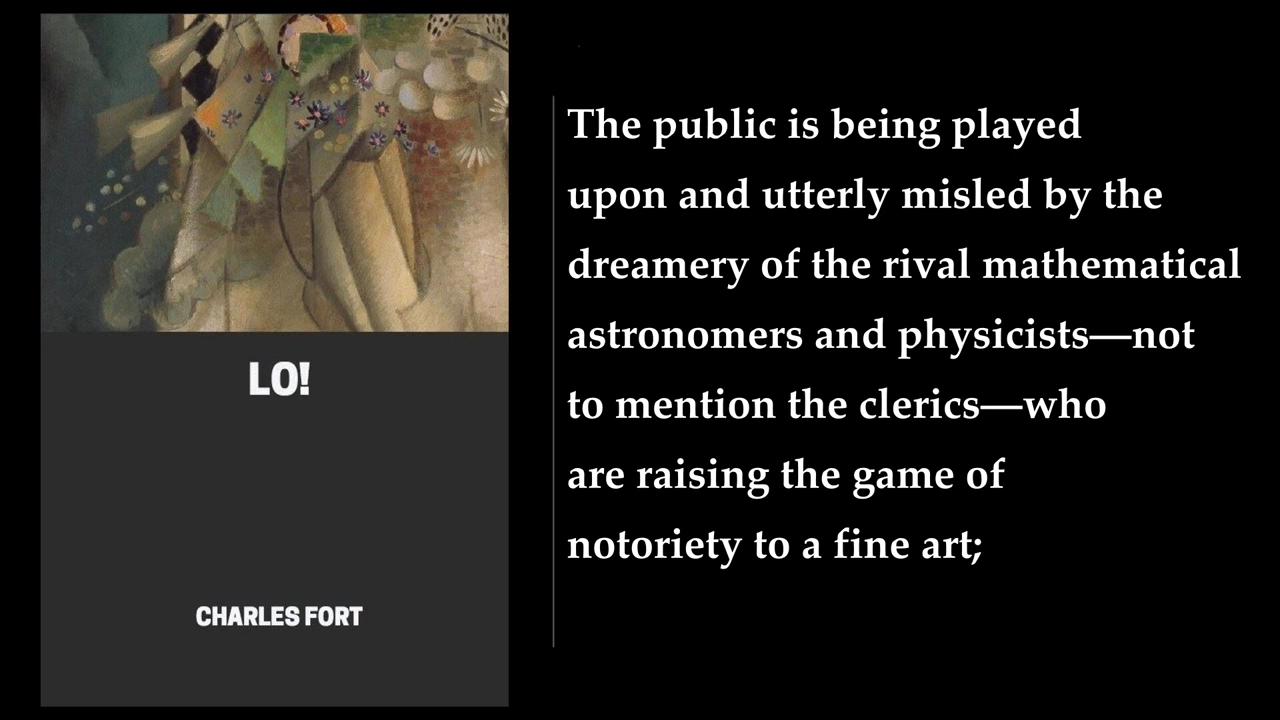 LO!
CHARLES FORT
The public is being played
upon and utterly misled by the
dreamery of the rival mathematical
astronomers and physicists—not
to mention the clerics—who
are raising the game of
notoriety to a fine art;